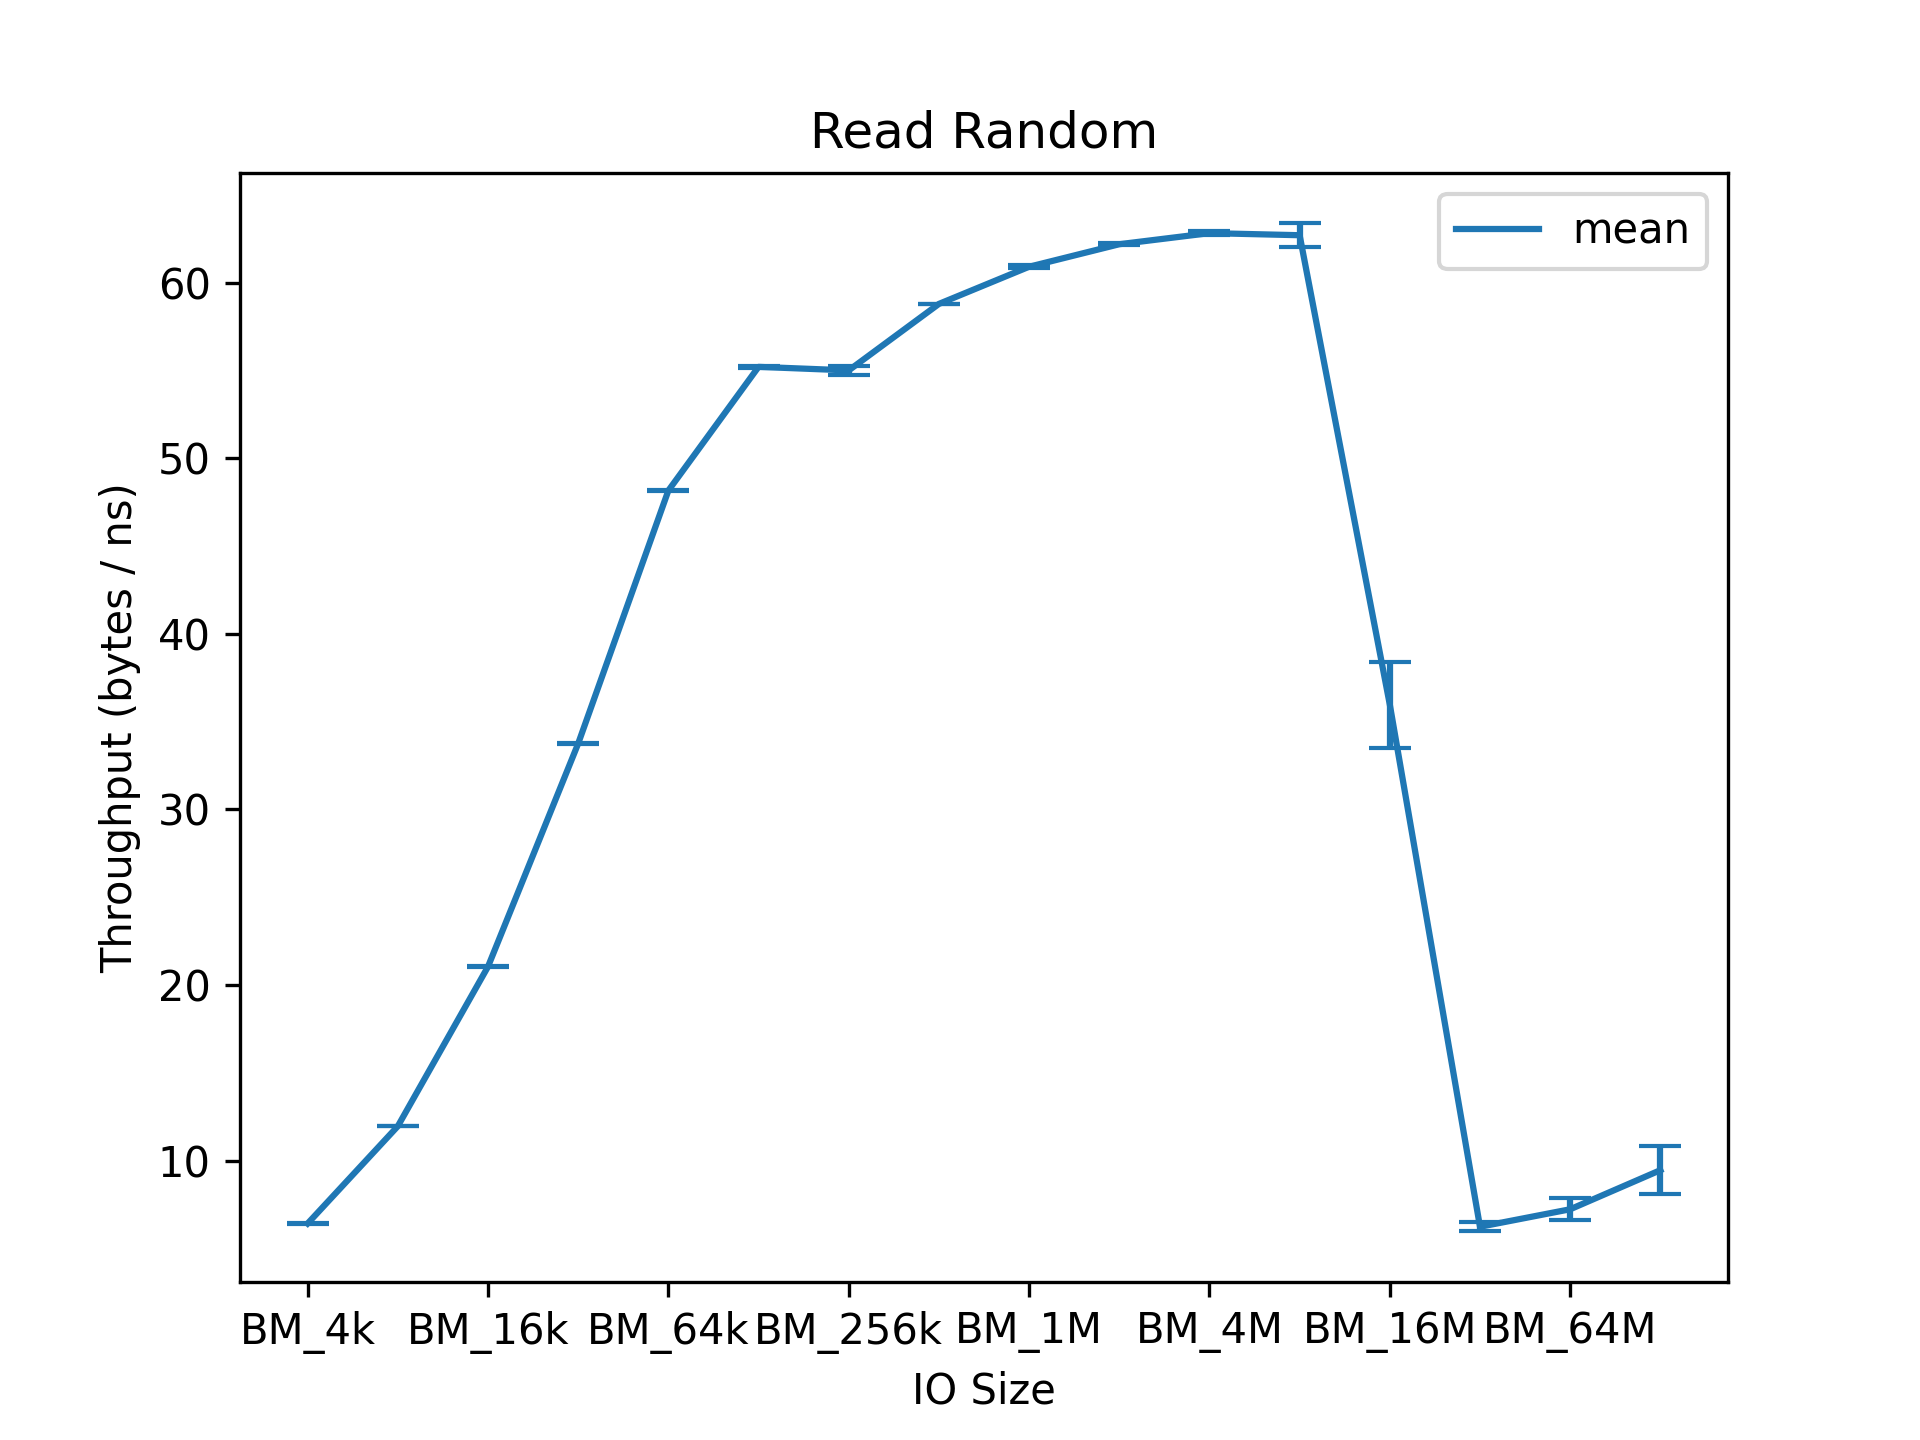 Read Random
mean
60
50
40
30
20
10
Throughput (bytes / ns)
BM_4k BM_16k BM_64k BM_256k BM_1M BM_4M BM_16M BM_64M
IO Size